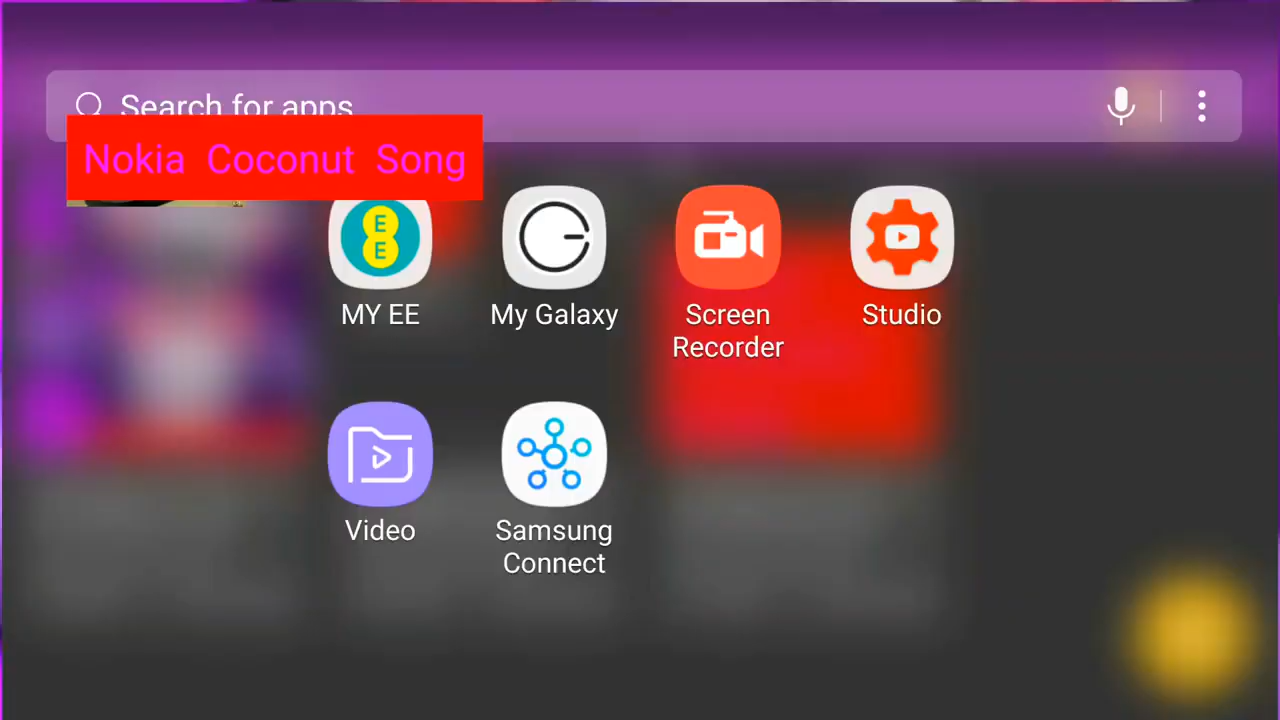 Search for apps
Nokia Coconut Song
E
E
MY EE
My Galaxy
Screen
Recorder
Studio
Video
Samsung
Connect